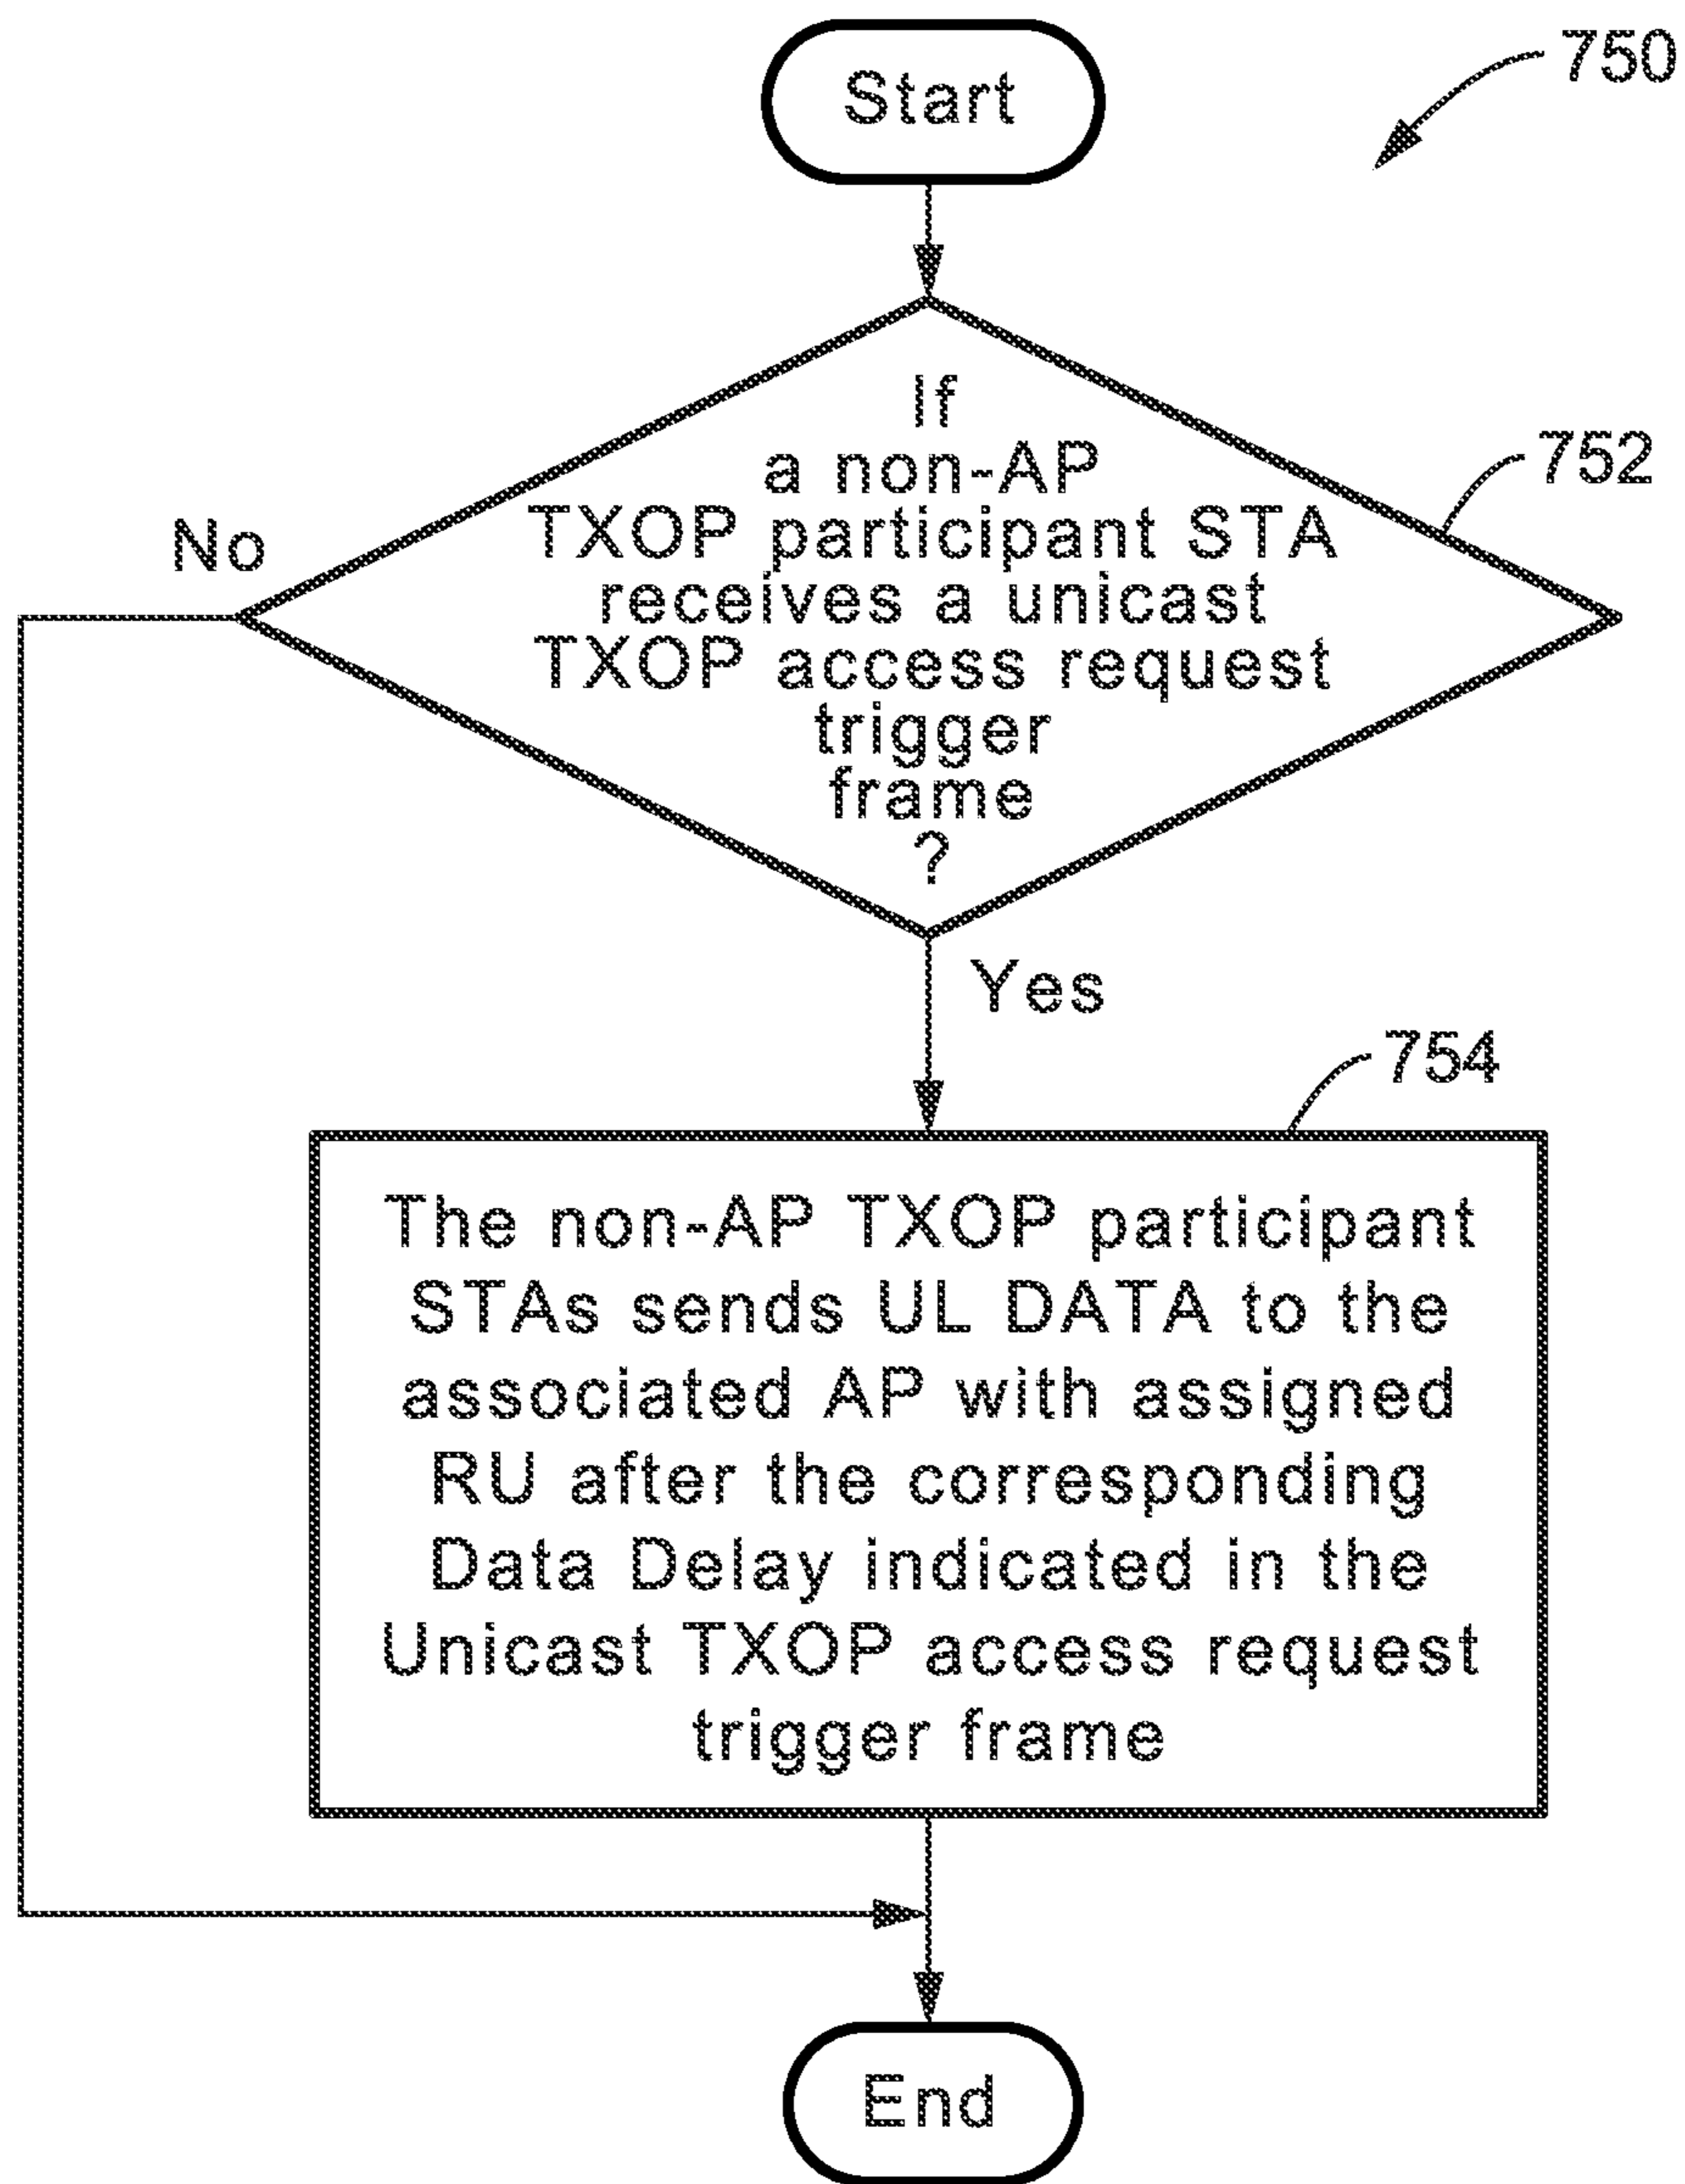 Start
750
If
a non-AP
TXOP participant STA
receives a unicast
TXOP access request
trigger
frame
?
752
No
Yes
754
The non-AP TXOP participant
STAs sends UL DATA to the
associated AP with assigned
RU after the corresponding
Data Delay indicated in the
Unicast TXOP access request
trigger frame
End